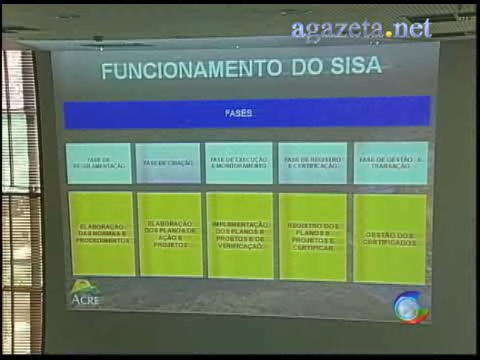 agazeta.net
FUNCIONAMENTO DO SISA
FASES
FASE DE
REGULAMENTAÇÃO
FASE DE CRIAÇÃO
FASE DE EXECUÇÃO
E MONITORAMENTO
FASE DE REGISTRO
E CERTIFICAÇÃO
FASE DE GESTÃO E
TRANSAÇÃO
ELABORAÇÃO
DAS NORMAS E
PROCEDIMENTOS
ELABORAÇÃO
DOS PLANOS DE
AÇÃO E
PROJETOS
IMPLEMENTAÇÃO
DOS PLANOS E
PROJETOS E DE
VERIFICAÇÃO
REGISTRO DOS
PLANOS E
PROJETOS E
CERTIFICAR
GESTÃO DOS
CERTIFICADOS
ACRE